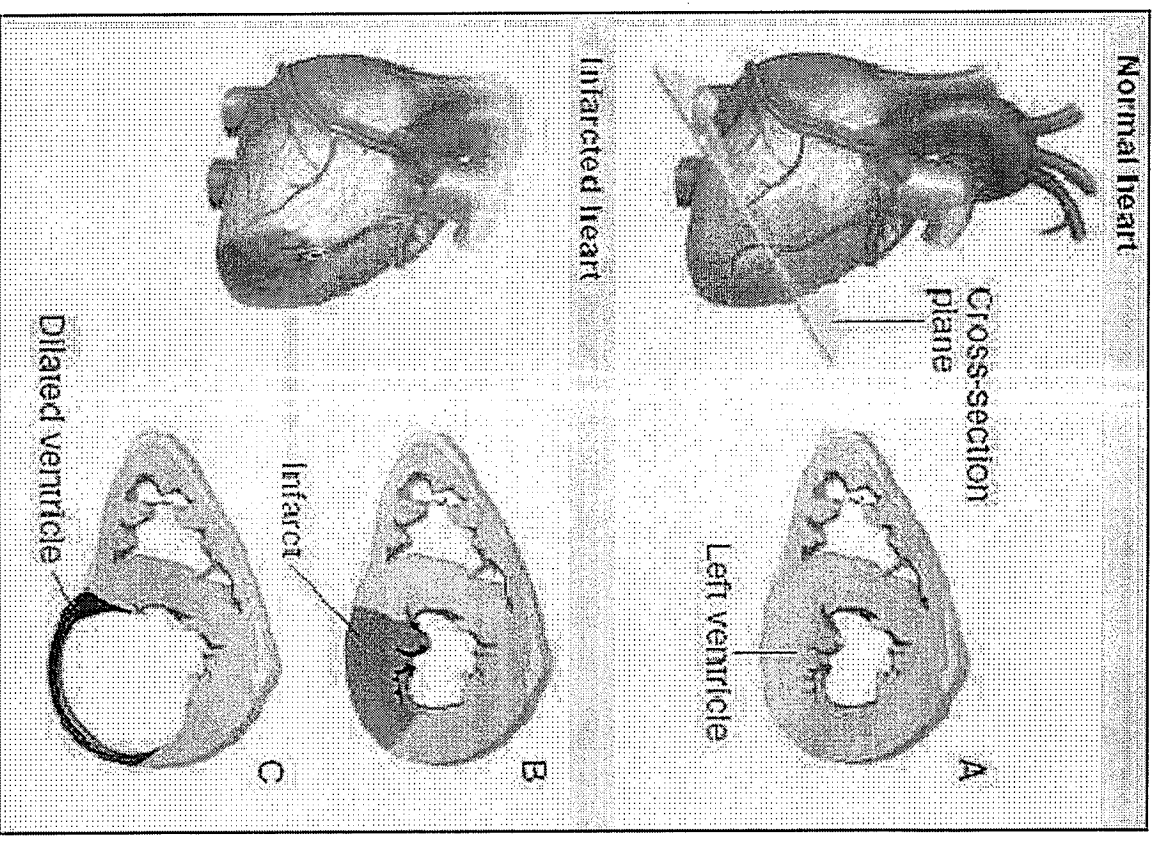 Normal heart
Cross-section
plane
Left ventricle
A
Infarcted heart
Infarct
B
Dilated ventricle
C